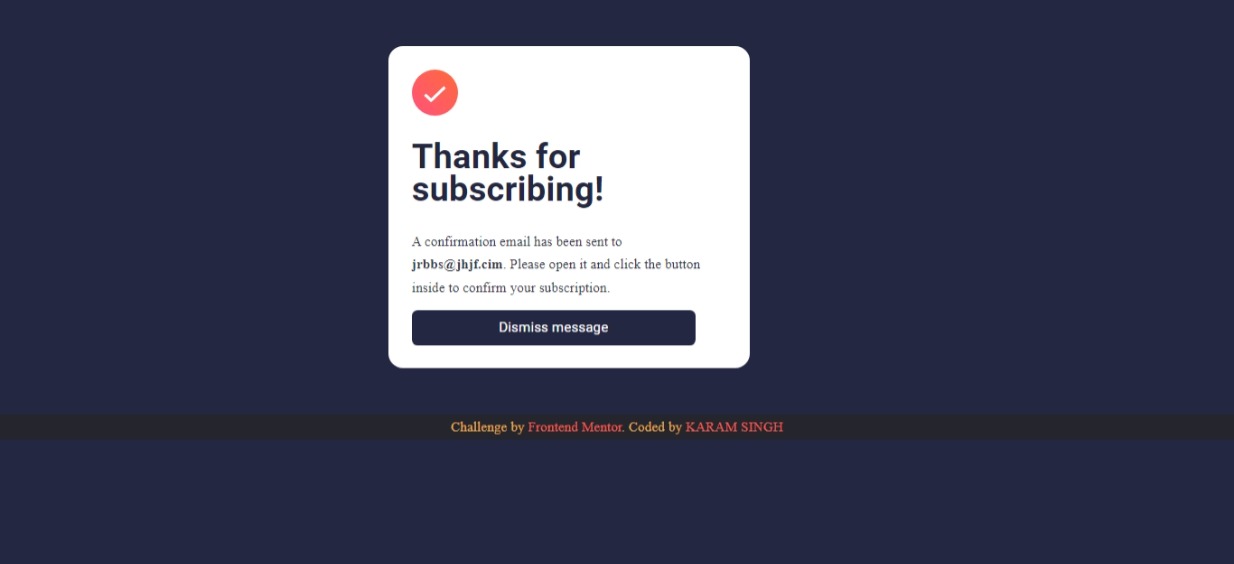 Thanks for
subscribing!
A confirmation email has been sent to
jrbbs@jhjf.cim. Please open it and click the button
inside to confirm your subscription.
Dismiss message
Challenge by Frontend Mentor. Coded by KARAM SINGH